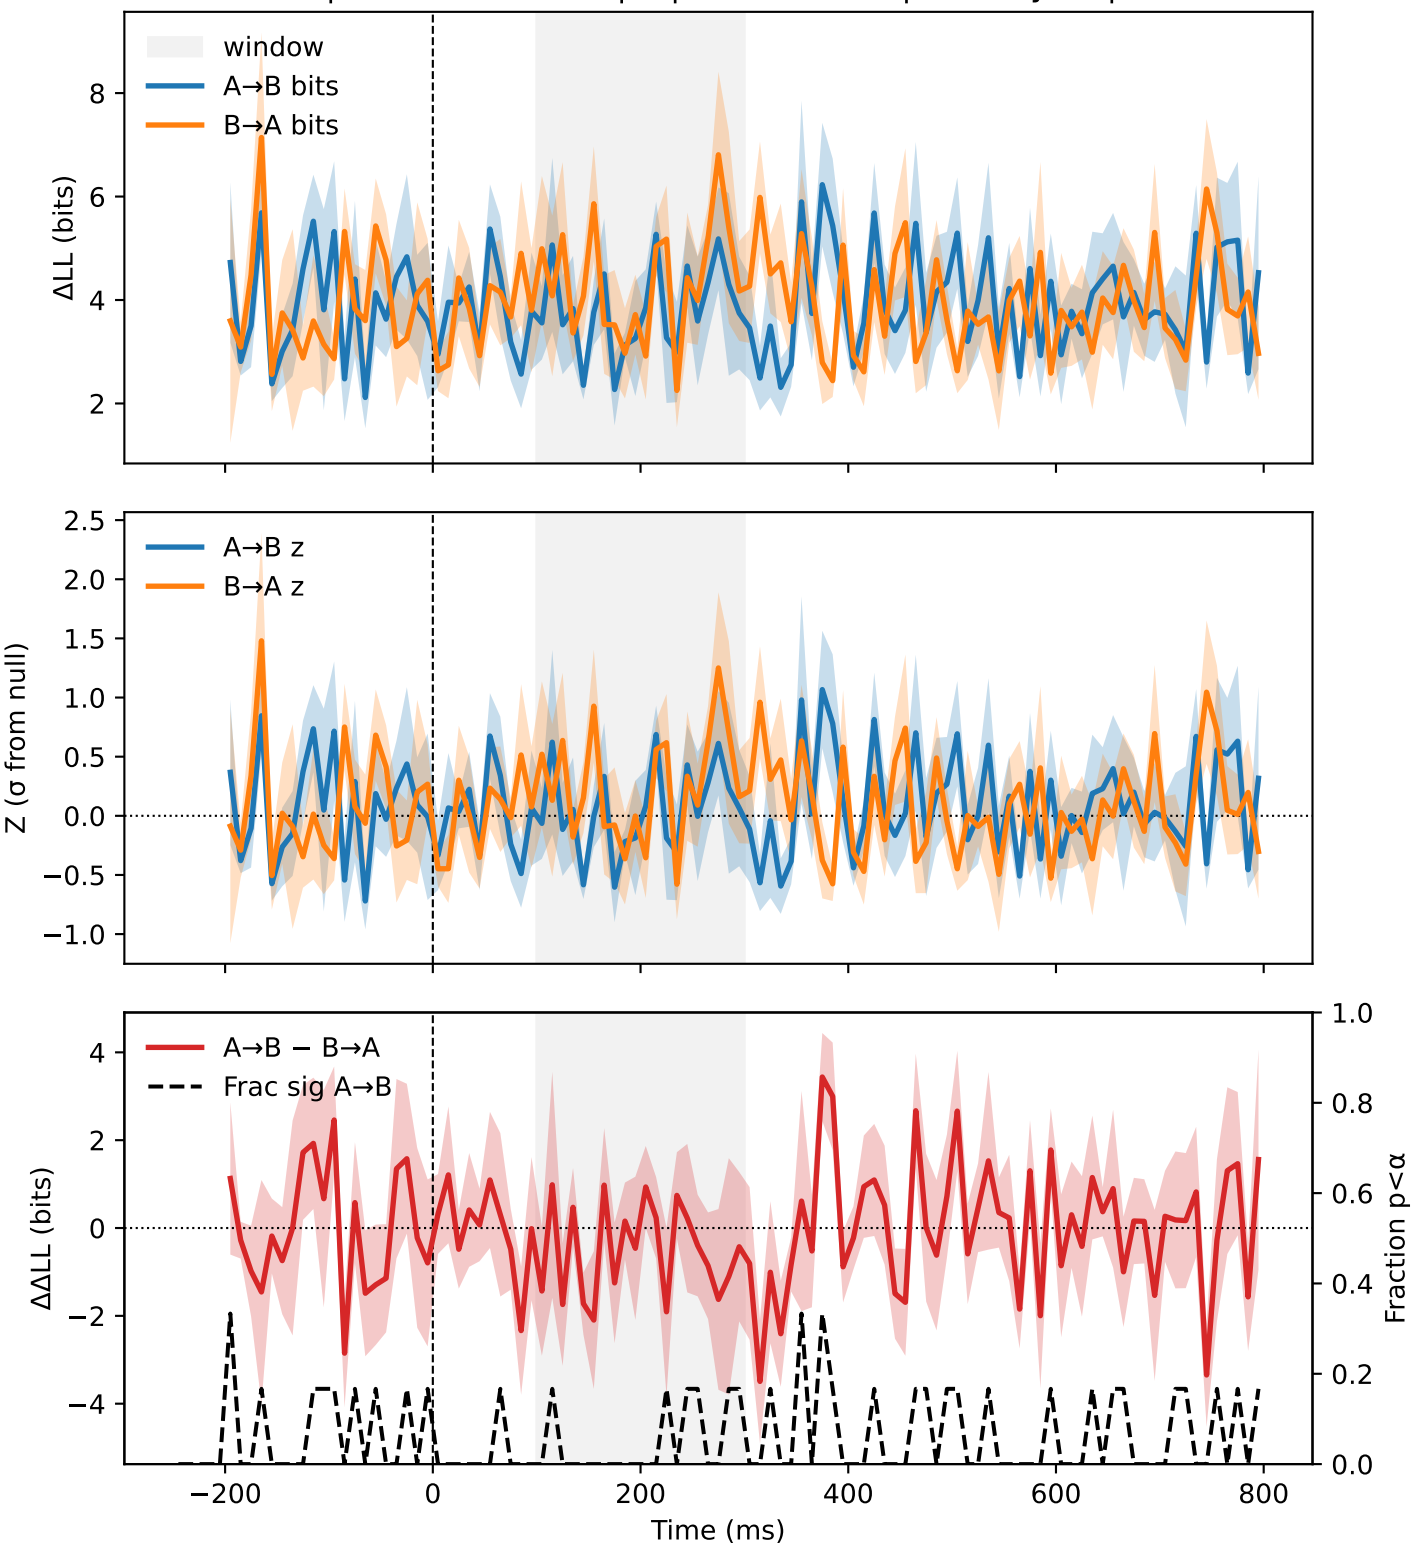 window
A→B bits
B→A bits
8
6
4
2
ΔLL (bits)
2.5
2.0
1.5
1.0
0.5
0.0
−0.5
−1.0
Z (σ from null)
A→B z
B→A z
A→B − B→A
Frac sig A→B
4
2
0
−2
−4
ΔΔLL (bits)
1.0
0.8
0.6
0.4
0.2
0.0
Fraction p<α
−200
0
200
400
600
800
Time (ms)